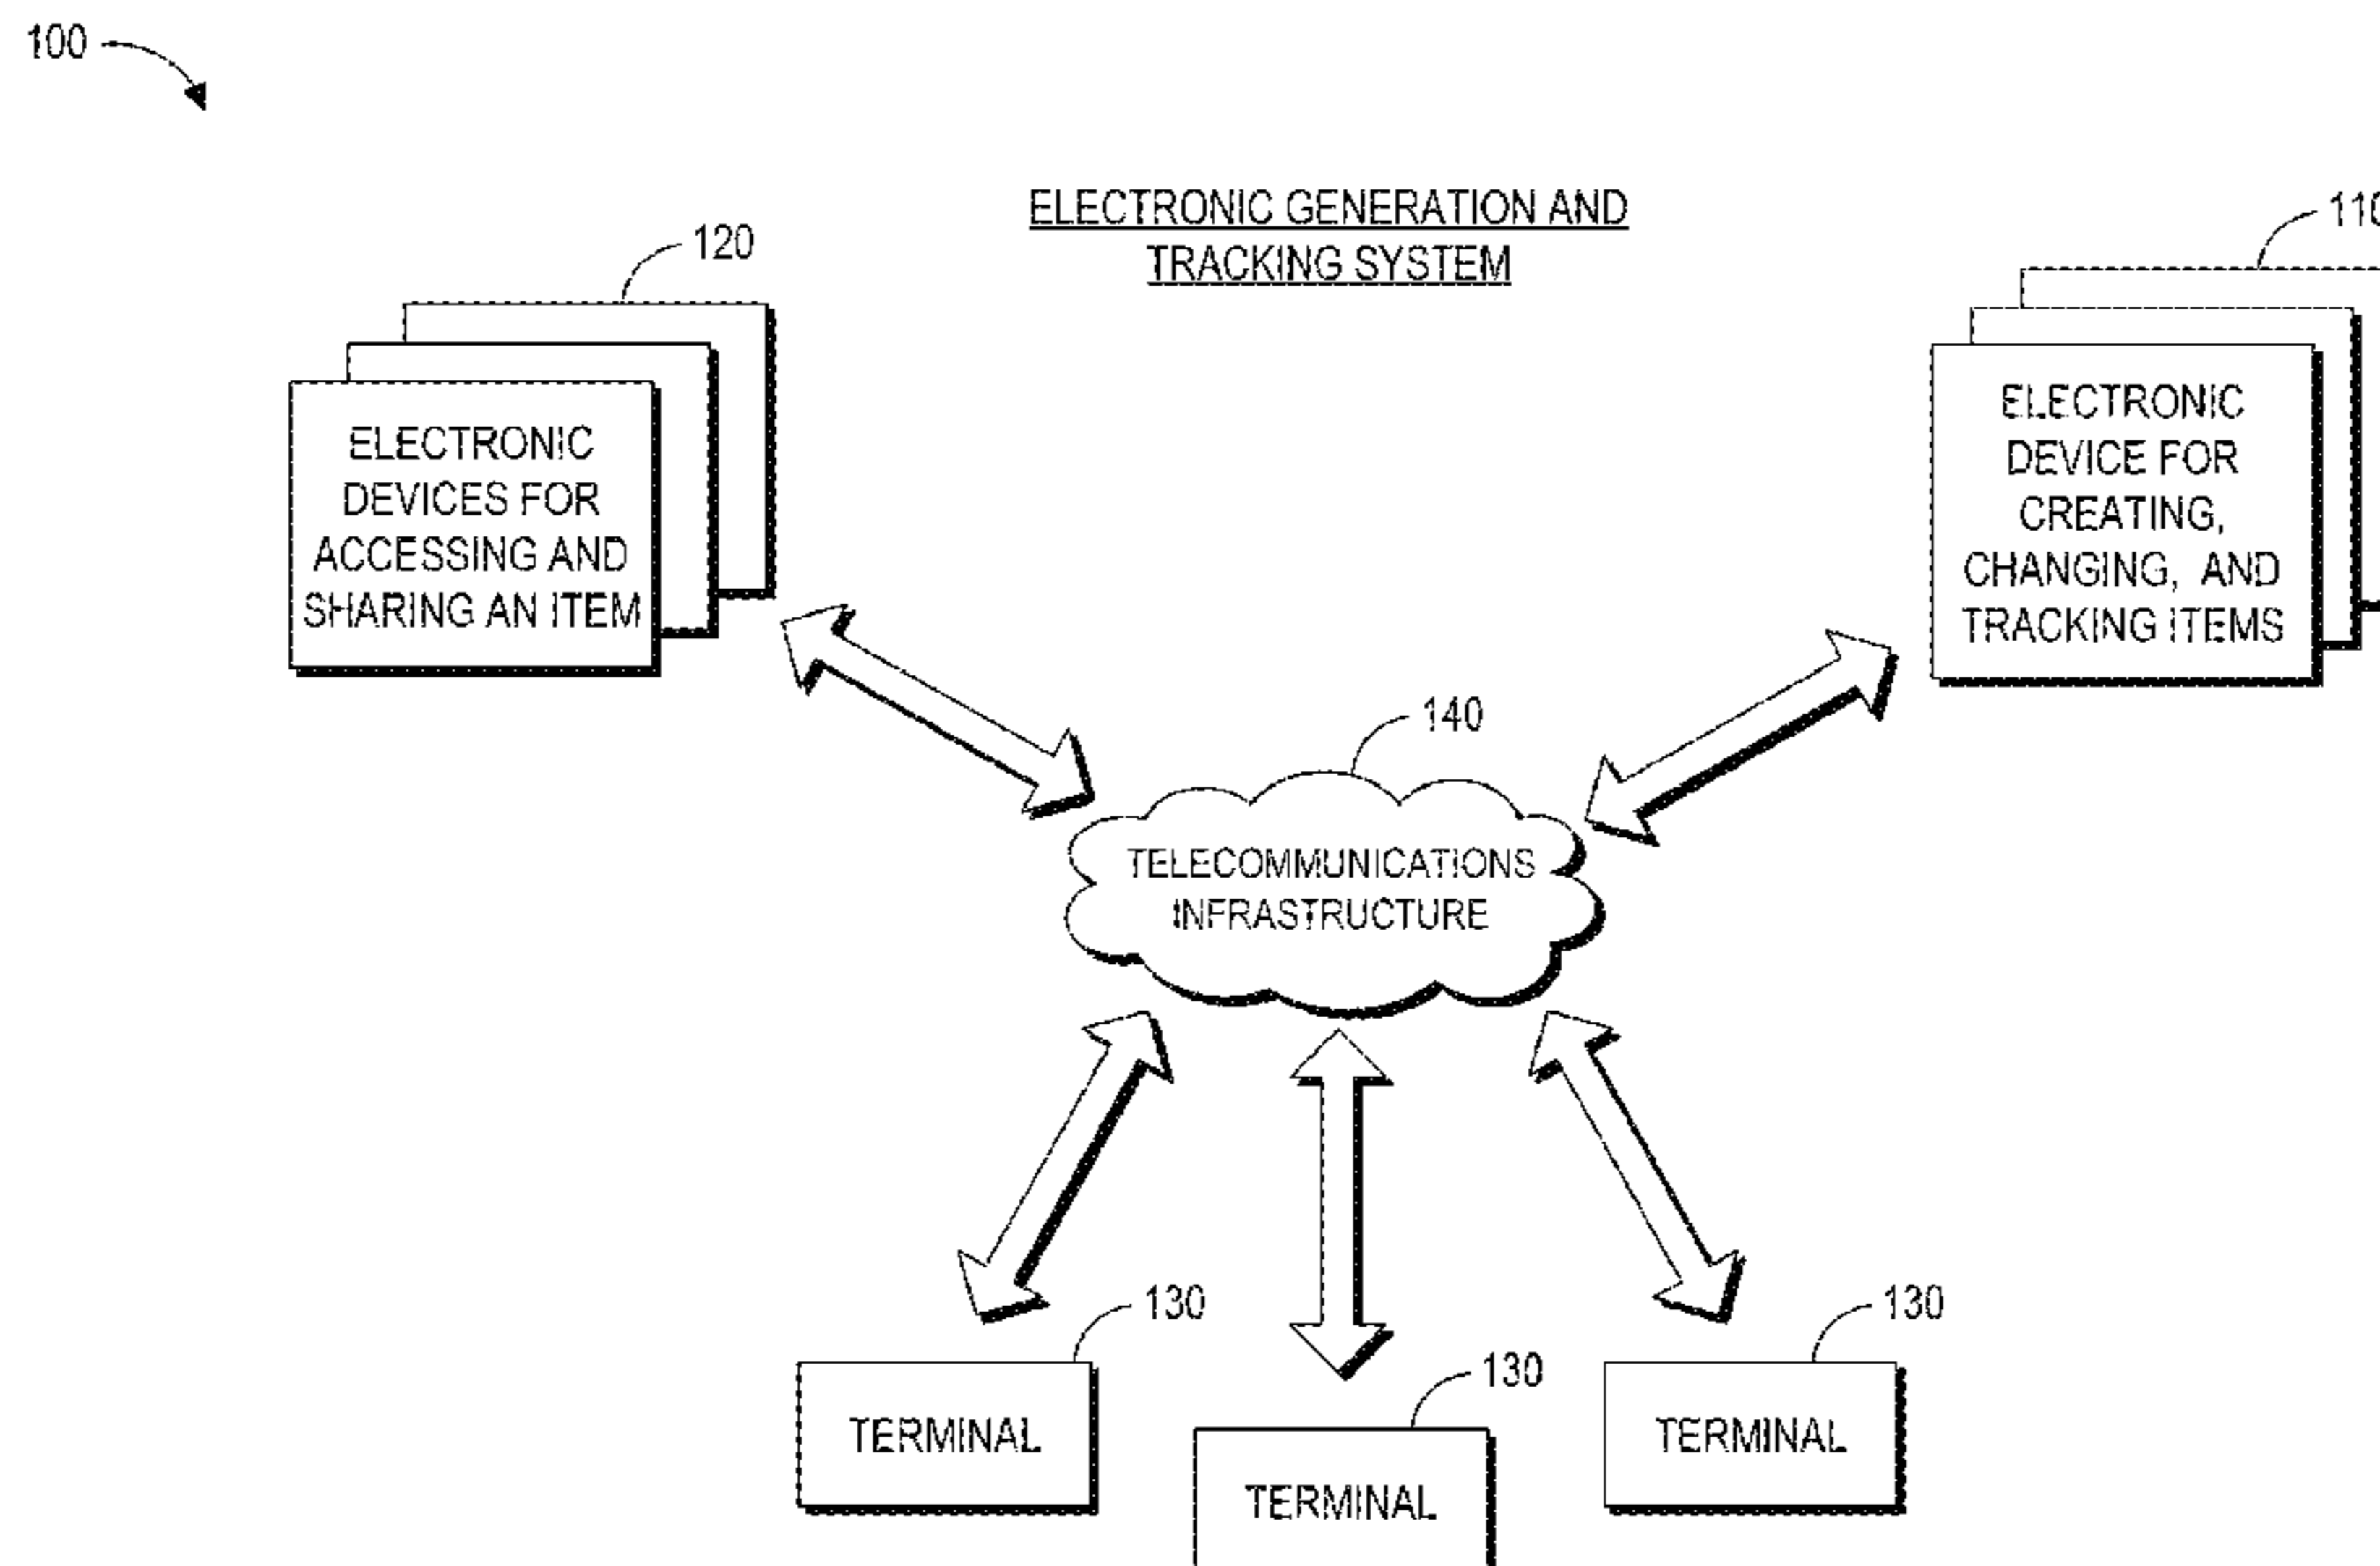 100
ELECTRONIC GENERATION AND
TRACKING SYSTEM
120
110
ELECTRONIC
DEVICES FOR
ACCESSING AND
SHARING AN ITEM
ELECTRONIC
DEVICE FOR
CREATING,
CHANGING, AND
TRACKING ITEMS
140
TELECOMMUNICATIONS
INFRASTRUCTURE
130
TERMINAL
130
TERMINAL
130
TERMINAL